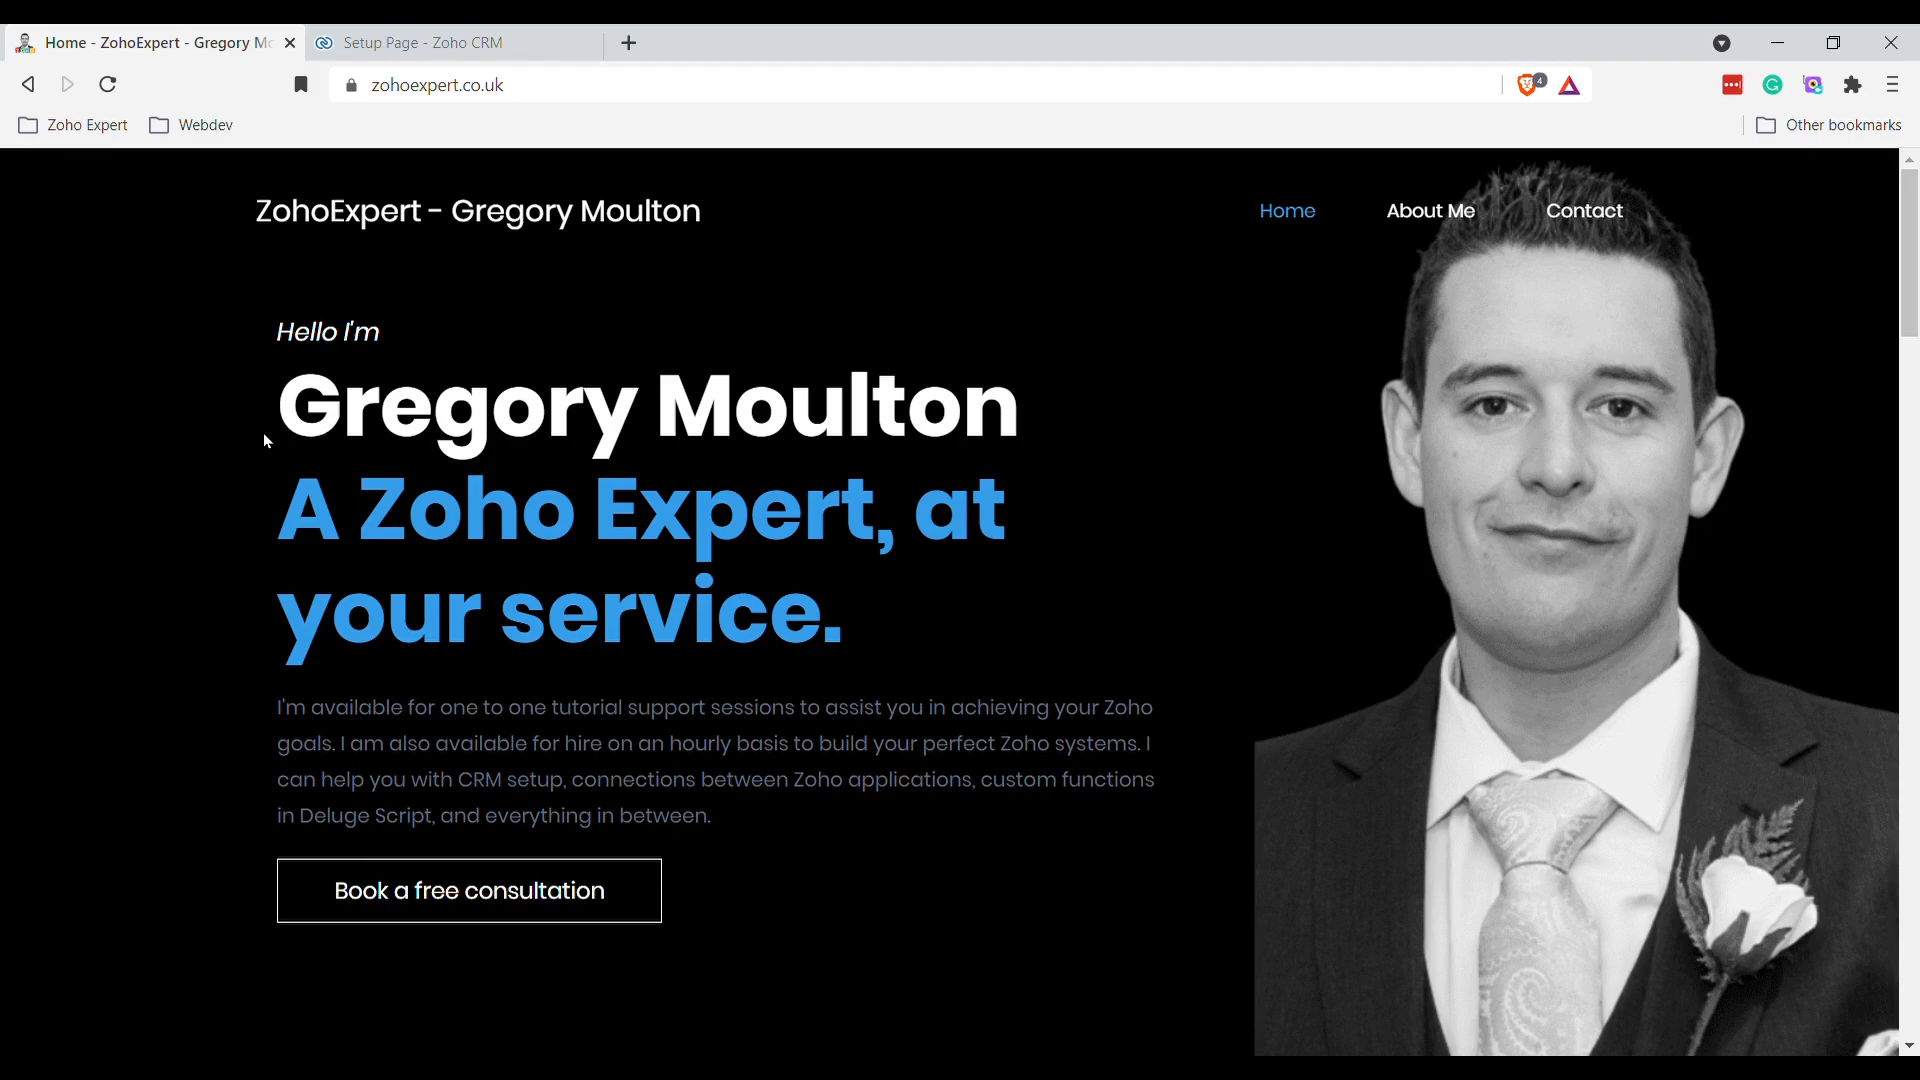 Home - ZohoExpert - Gregory Mo
Setup Page - Zoho CRM
zohoexpert.co.uk
4
Zoho Expert
Webdev
Other bookmarks
ZohoExpert - Gregory Moulton
Home
About Me
Contact
Hello I'm
Gregory Moulton
A Zoho Expert, at
your service.
I'm available for one to one tutorial support sessions to assist you in achieving your Zoho
goals. I am also available for hire on an hourly basis to build your perfect Zoho systems. I
can help you with CRM setup, connections between Zoho applications, custom functions
in Deluge Script, and everything in between.
Book a free consultation